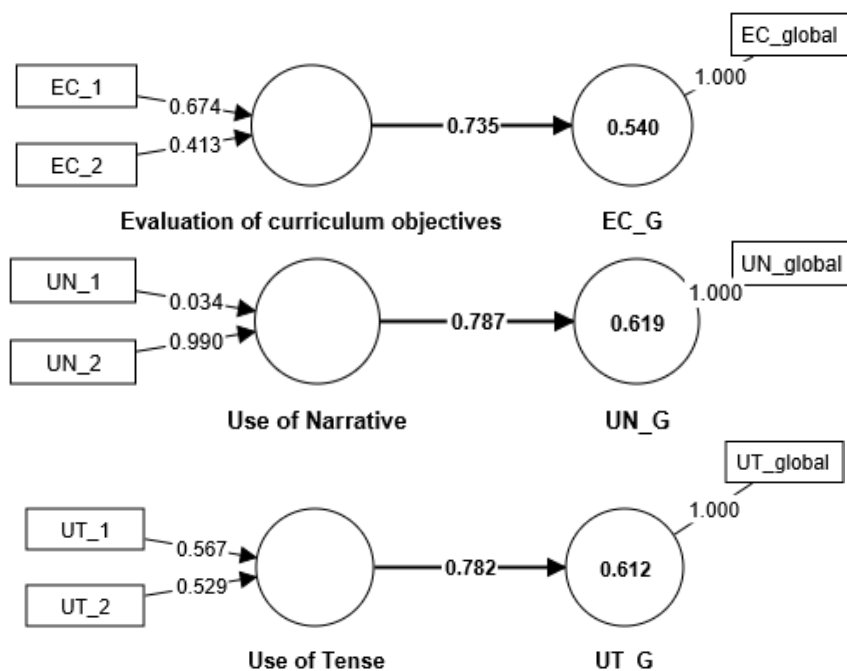 EC_global
1.000
EC_1
0.674
0.735
0.540
EC_2
0.413
Evaluation of curriculum objectives
EC_G
UN_global
1.000
UN_1
0.034
0.787
0.619
UN_2
0.990
Use of Narrative
UN_G
UT_global
1.000
UT_1
0.567
0.782
0.612
UT_2
0.529
Use of Tense
UT_G